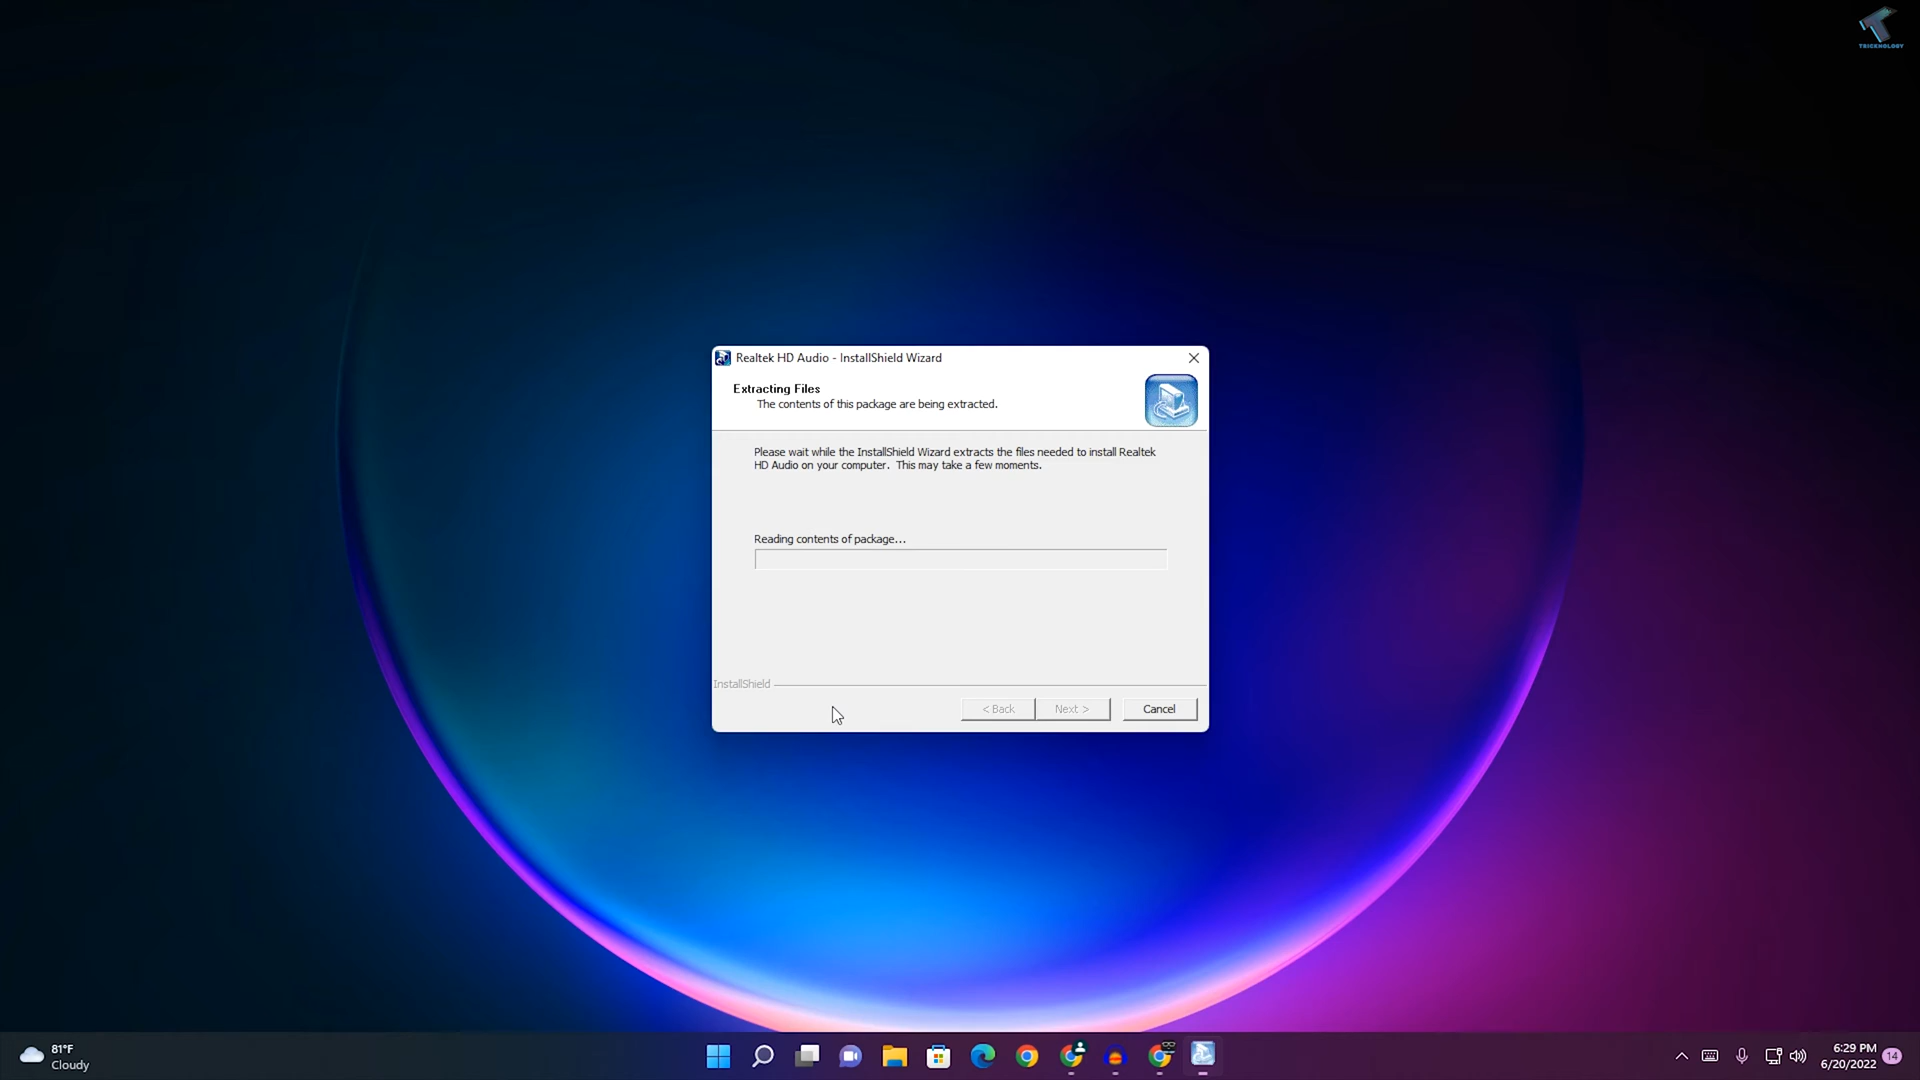 TRICKNOLOGY
Realtek HD Audio - InstallShield Wizard
Extracting Files
The contents of this package are being extracted.
Please wait while the InstallShield Wizard extracts the files needed to install Realtek
HD Audio on your computer.  This may take a few moments.
Reading contents of package...
InstallShield
< Back
Next >
Cancel
81°F
Cloudy
6:29 PM
6/20/2022
14